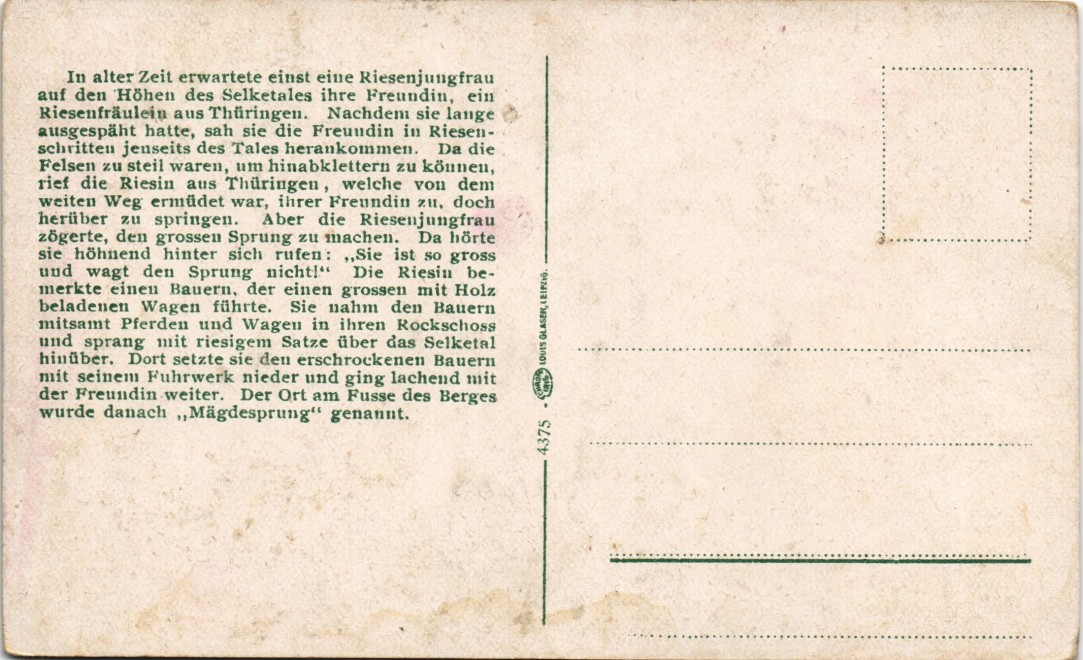 In alter Zeit erwartete einst eine Riesenjungfrau
auf den Höhen des Selketales ihre Freundin, ein
Riesenfräulein aus Thüringen. Nachdem sie lange
ausgespäht hatte, sah sie die Freundin in Riesen-
schritten jenseits des Tales herankommen. Da die
Felsen zu steil waren, um hinabklettern zu können,
rief die Riesin aus Thüringen, welche von dem
weiten Weg ermüdet war, ihrer Freundin zu, doch
herüber zu springen. Aber die Riesenjungfrau
zögerte, den grossen Sprung zu machen. Da hörte
sie höhnend hinter sich rufen: „Sie ist so gross
und wagt den Sprung nicht!“ Die Riesin be-
merkte einen Bauern, der einen grossen mit Holz
beladenen Wagen führte. Sie nahm den Bauern
mitsamt Pferden und Wagen in ihren Rockschoss
und sprang mit riesigem Satze über das Selketal
hinüber. Dort setzte sie den erschrockenen Bauern
mit seinem Fuhrwerk nieder und ging lachend mit
der Freundin weiter. Der Ort am Fusse des Berges
wurde danach „Mägdesprung“ genannt.
4375 · LOUIS GLASER, LEIPZIG.